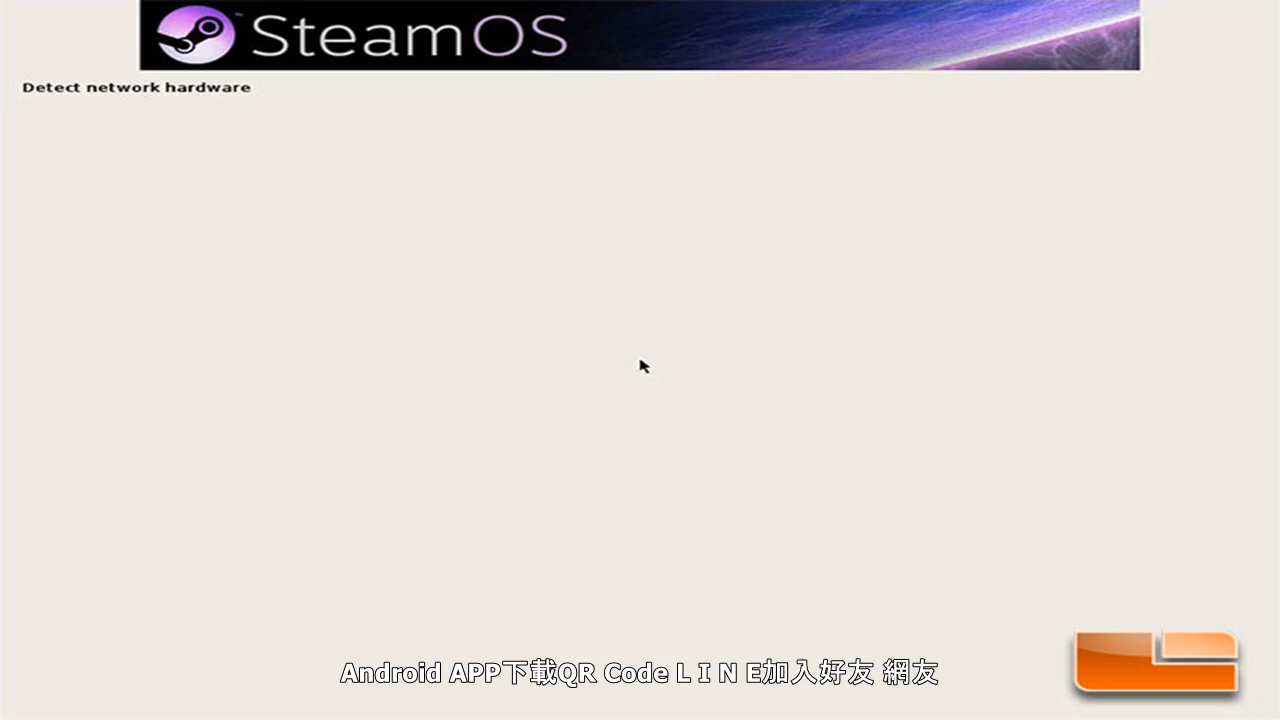 SteamOS
Detect network hardware
Android APP下載QR Code L I N E加入好友 網友